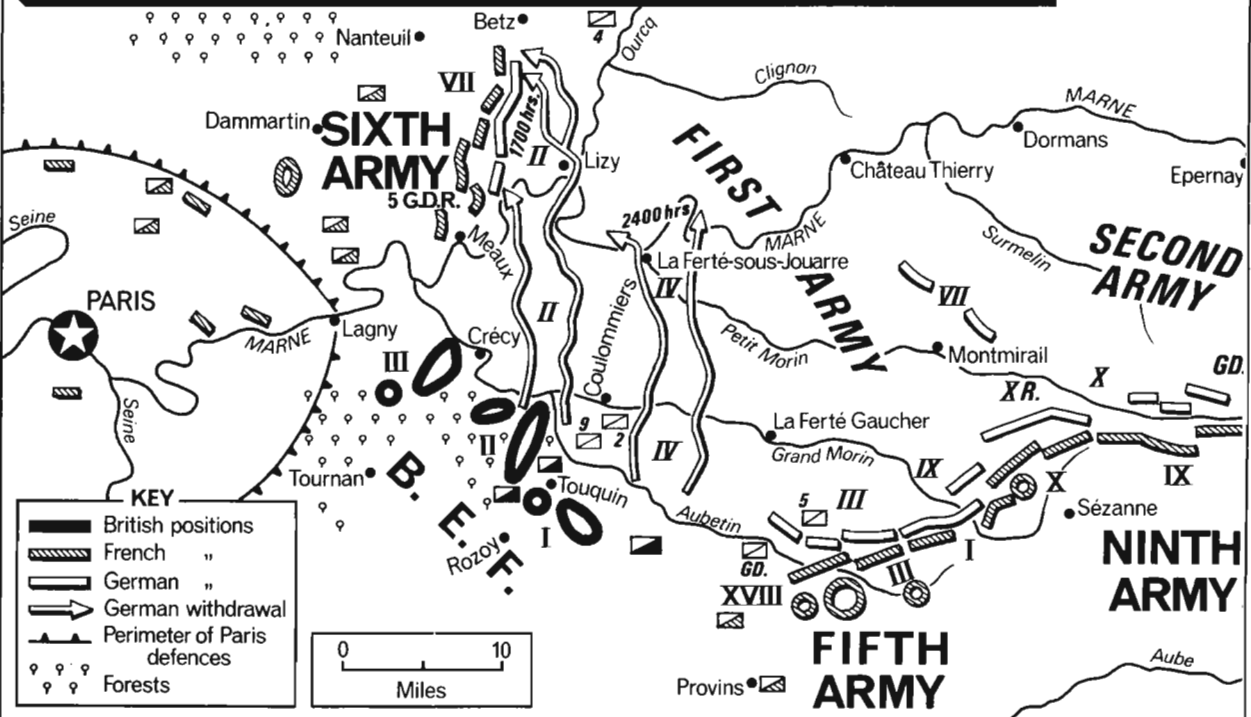 Betz
4
Ourcq
Nanteuil
Clignon
VII
MARNE
Dammartin
SIXTH
ARMY
1700 hrs.
II
Lizy
FIRST
ARMY
Dormans
Château Thierry
Epernay
5 G.D.R.
Seine
Meaux
2400 hrs
MARNE
Surmelin
SECOND
ARMY
La Ferté-sous-Jouarre
PARIS
IV
VII
II
Coulommiers
Lagny
MARNE
Crécy
Petit Morin
Montmirail
III
GD.
X
X R.
Seine
La Ferté Gaucher
Grand Morin
9
2
II
IV
IX
IX
X
Tournan
B. E. F.
Touquin
Sézanne
5
III
Aubetin
I
Rozoy
I
GD.
III
XVIII
NINTH
ARMY
FIFTH
ARMY
Provins
Aube
KEY
British positions
French „
German „
German withdrawal
Perimeter of Paris
defences
Forests
0 10
Miles